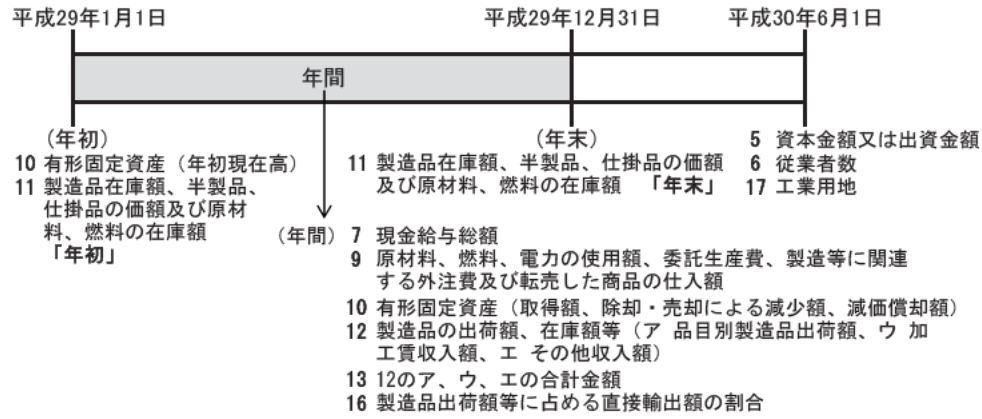 平成29年1月1日
平成29年12月31日
平成30年6月1日
年間
(年初)
10 有形固定資産(年初現在高)
11 製造品在庫額、半製品、
仕掛品の価額及び原材
料、燃料の在庫額
「年初」
(年末)
11 製造品在庫額、半製品、仕掛品の価額
及び原材料、燃料の在庫額 「年末」
5 資本金額又は出資金額
6 従業者数
17 工業用地
(年間) 7 現金給与総額
9 原材料、燃料、電力の使用額、委託生産費、製造等に関連
する外注費及び転売した商品の仕入額
10 有形固定資産(取得額、除却・売却による減少額、減価償却額)
12 製造品の出荷額、在庫額等(ア 品目別製造品出荷額、ウ 加
工賃収入額、エ その他収入額)
13 12のア、ウ、エの合計金額
16 製造品出荷額等に占める直接輸出額の割合